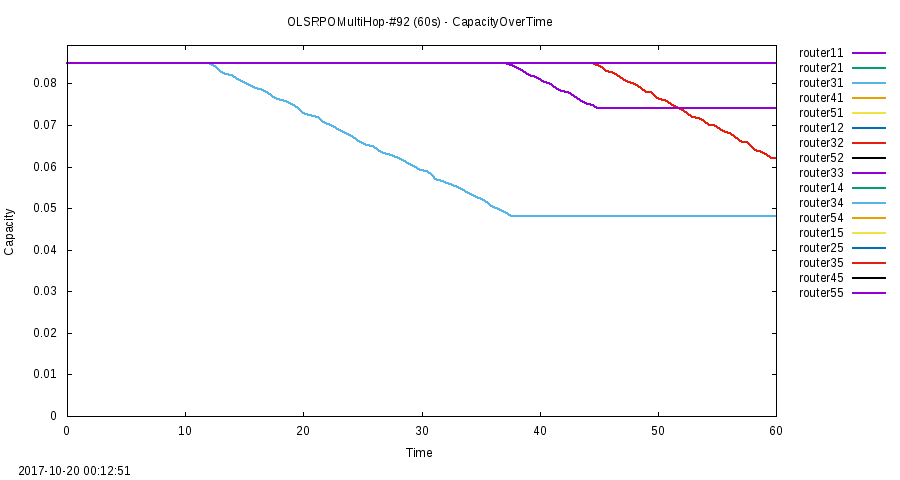 OLSRPOMultiHop-#92 (60s) - CapacityOverTime
router11
router21
router31
router41
router51
router12
router32
router52
router33
router14
router34
router54
router15
router25
router35
router45
router55
0.08
0.07
0.06
0.05
0.04
0.03
0.02
0.01
0
Capacity
0 10 20 30 40 50 60
Time
2017-10-20 00:12:51